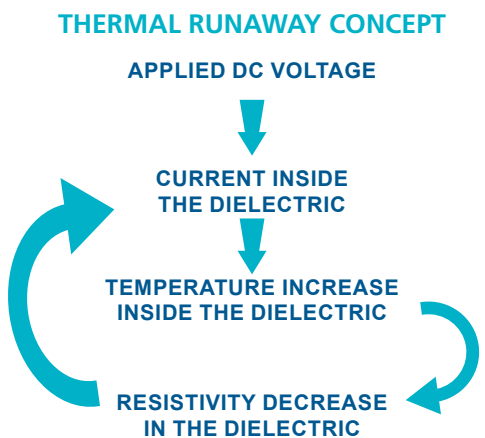 THERMAL RUNAWAY CONCEPT
APPLIED DC VOLTAGE
CURRENT INSIDE
THE DIELECTRIC
TEMPERATURE INCREASE
INSIDE THE DIELECTRIC
RESISTIVITY DECREASE
IN THE DIELECTRIC